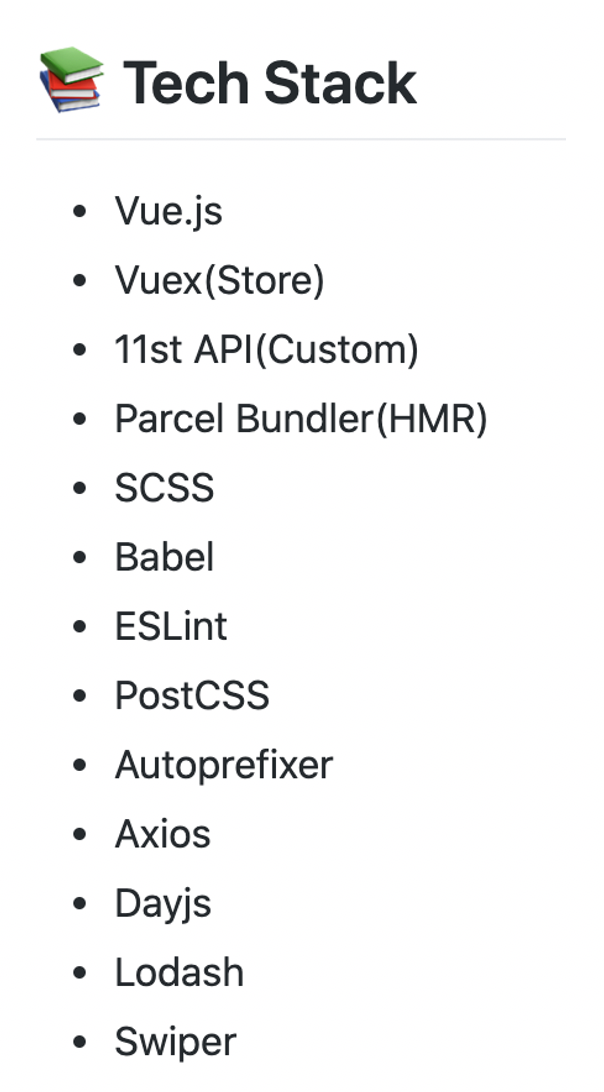 📚 Tech Stack
• Vue.js
• Vuex(Store)
• 11st API(Custom)
• Parcel Bundler(HMR)
• SCSS
• Babel
• ESLint
• PostCSS
• Autoprefixer
• Axios
• Dayjs
• Lodash
• Swiper